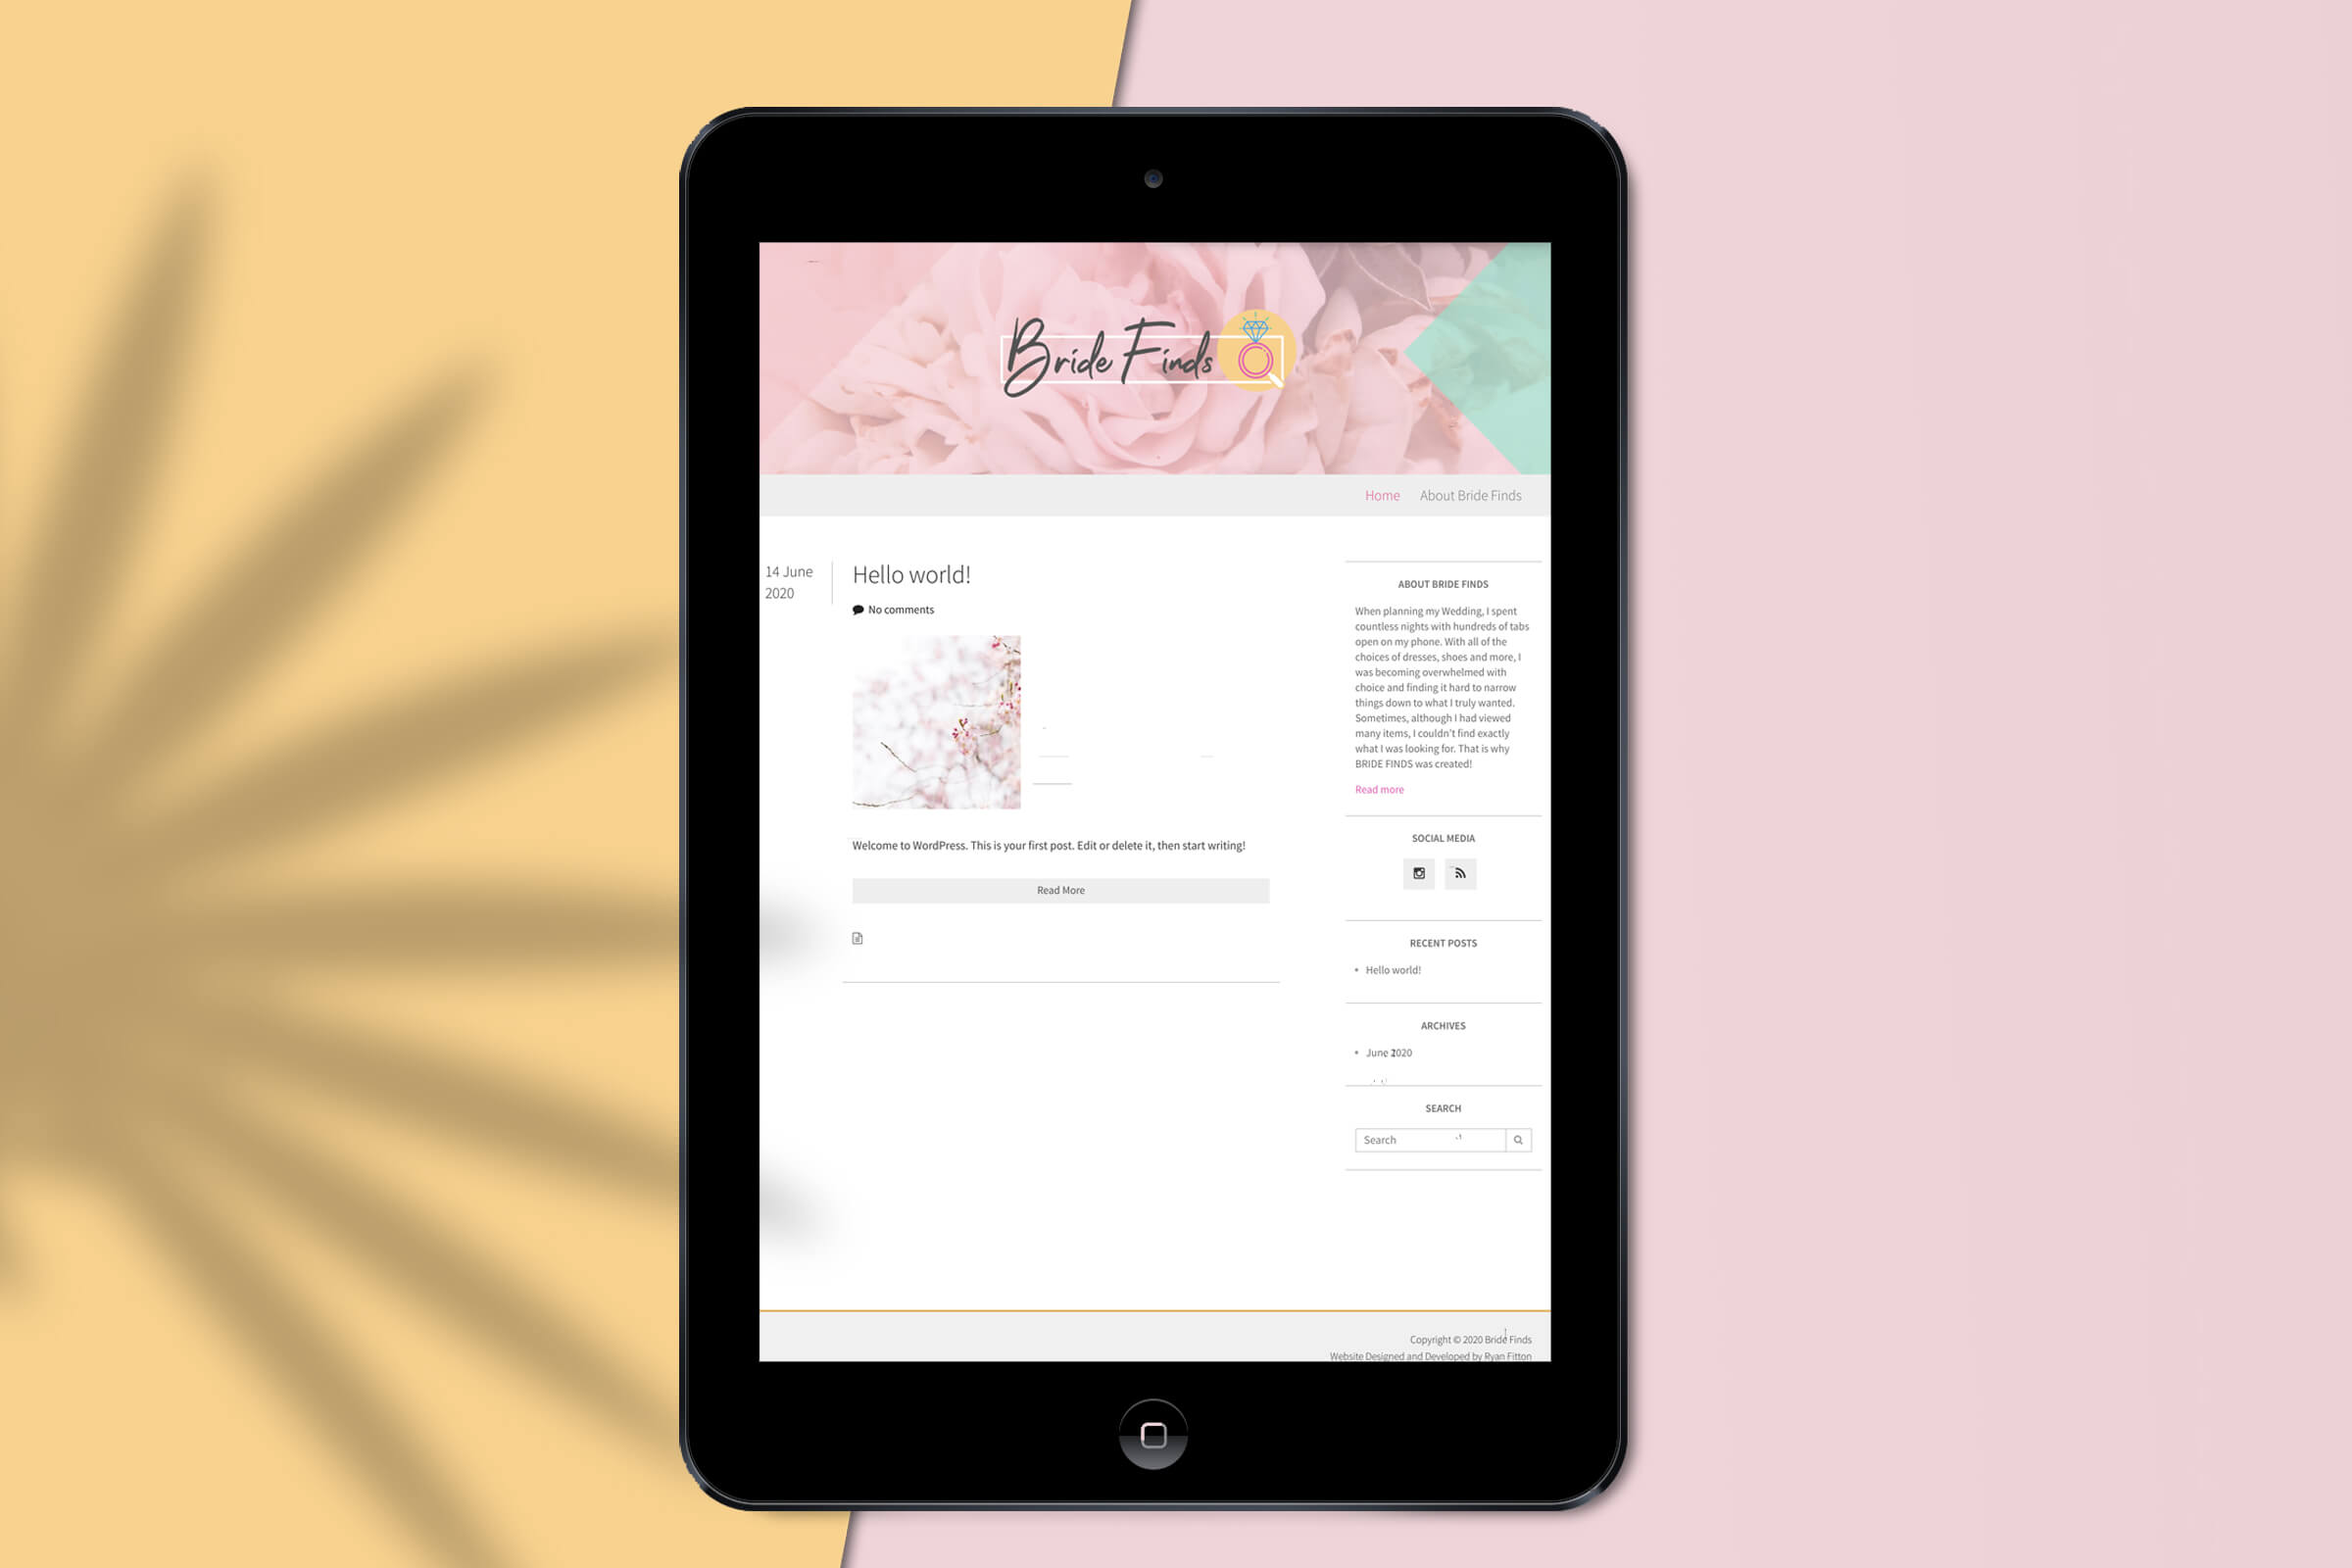 Bride Finds
Home About Bride Finds
14 June
2020
Hello world!
No comments
Welcome to WordPress. This is your first post. Edit or delete it, then start writing!
Read More
ABOUT BRIDE FINDS
When planning my Wedding, I spent
countless nights with hundreds of tabs
open on my phone. With all of the
choices of dresses, shoes and more, I
was becoming overwhelmed with
choice and finding it hard to narrow
things down to what I truly wanted.
Sometimes, although I had viewed
many items, I couldn't find exactly
what I was looking for. That is why
BRIDE FINDS was created!
Read more
SOCIAL MEDIA
RECENT POSTS
• Hello world!
ARCHIVES
• June 2020
SEARCH
Search
Copyright © 2020 Bride Finds
Website Designed and Developed by Ryan Fitton